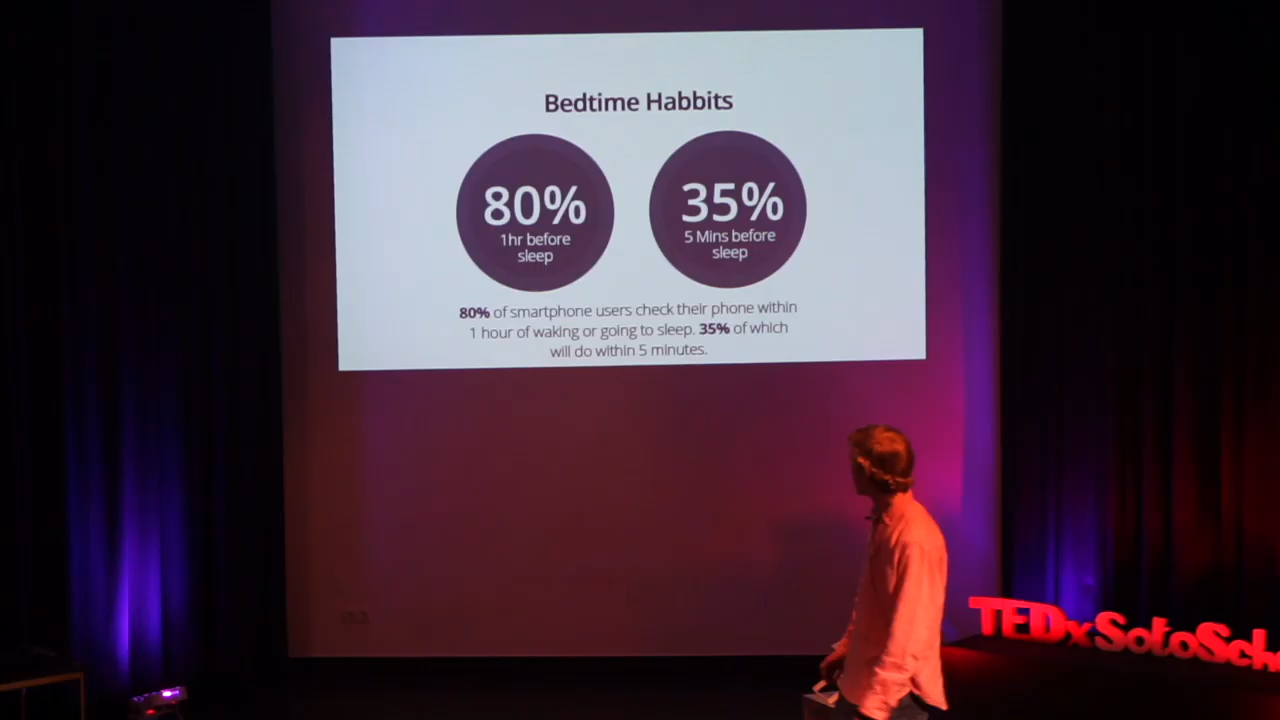 Bedtime Habbits
80%
1hr before
sleep
35%
5 Mins before
sleep
80% of smartphone users check their phone within
1 hour of waking or going to sleep. 35% of which
will do within 5 minutes.
TEDxSotoScho